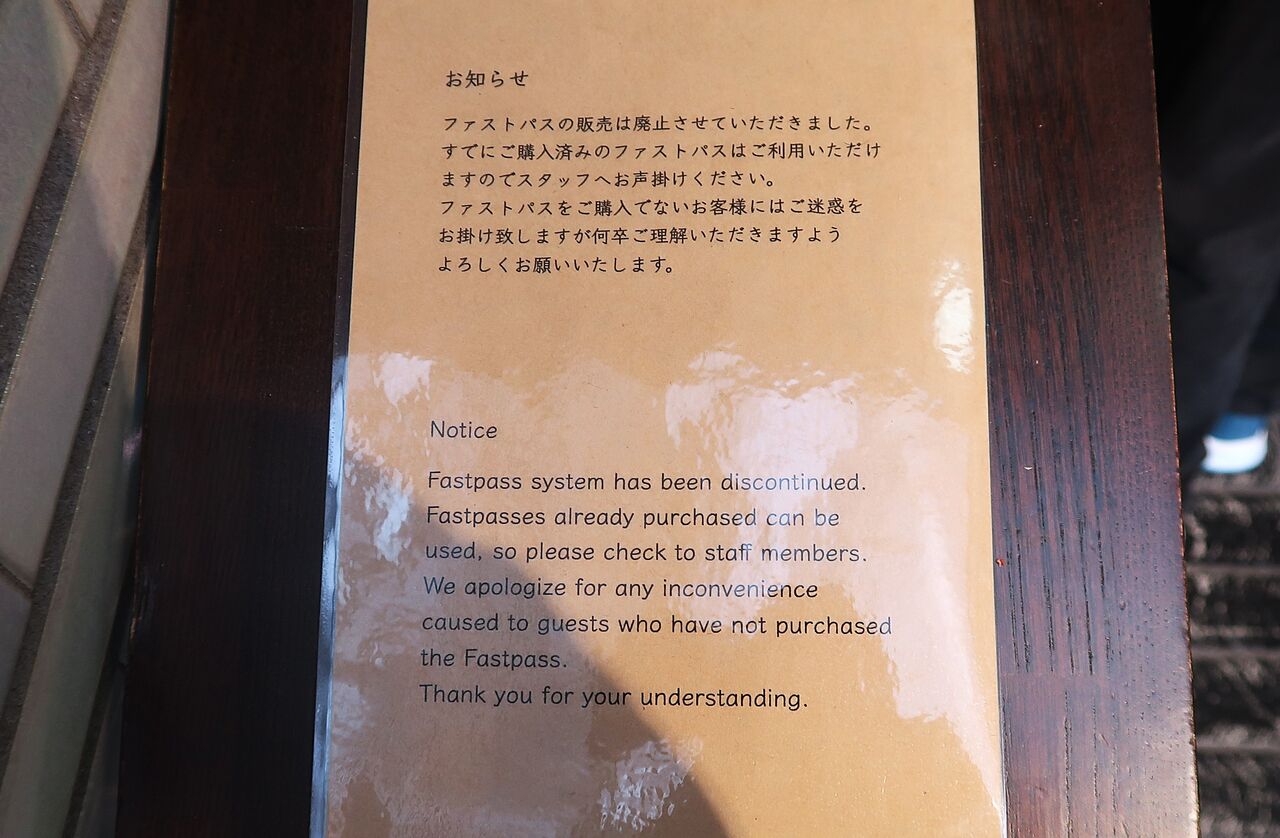 お知らせ
ファストパスの販売は廃止させていただきました。
すでにご購入済みのファストパスはご利用いただけ
ますのでスタッフへお声掛けください。
ファストパスをご購入でないお客様にはご迷惑を
お掛け致しますが何卒ご理解いただきますよう
よろしくお願いいたします。
Notice
Fastpass system has been discontinued.
Fastpasses already purchased can be
used, so please check to staff members.
We apologize for any inconvenience
caused to guests who have not purchased
the Fastpass.
Thank you for your understanding.